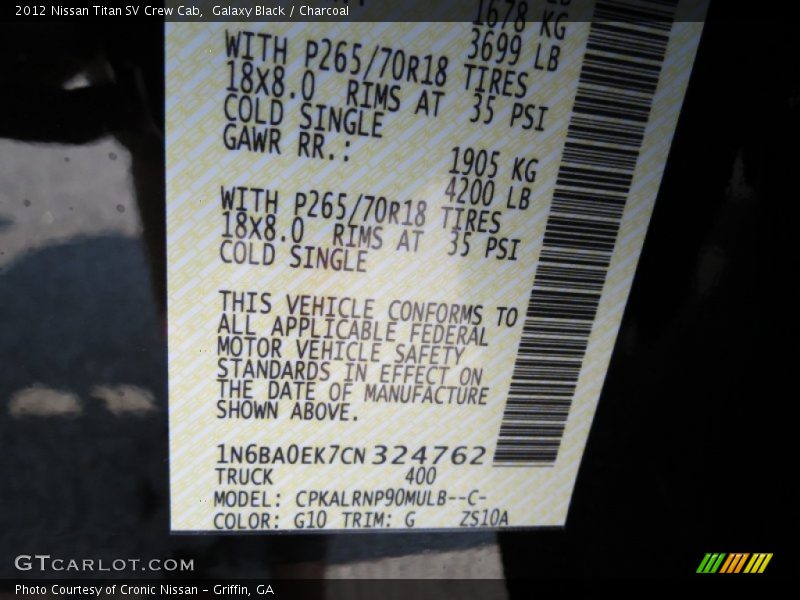 2012 Nissan Titan SV Crew Cab,  Galaxy Black / Charcoal
1678 KG
3699 LB
WITH P265/70R18 TIRES
18X8.0 RIMS AT 35 PSI
COLD SINGLE
GAWR RR.:
1905 KG
4200 LB
WITH P265/70R18 TIRES
18X8.0 RIMS AT 35 PSI
COLD SINGLE
THIS VEHICLE CONFORMS TO
ALL APPLICABLE FEDERAL
MOTOR VEHICLE SAFETY
STANDARDS IN EFFECT ON
THE DATE OF MANUFACTURE
SHOWN ABOVE.
1N6BA0EK7CN324762
TRUCK 400
MODEL: CPKALRNP90MULB--C-
COLOR: G10 TRIM: G ZS10A
GTcarlot.com
Photo Courtesy of Cronic Nissan - Griffin, GA